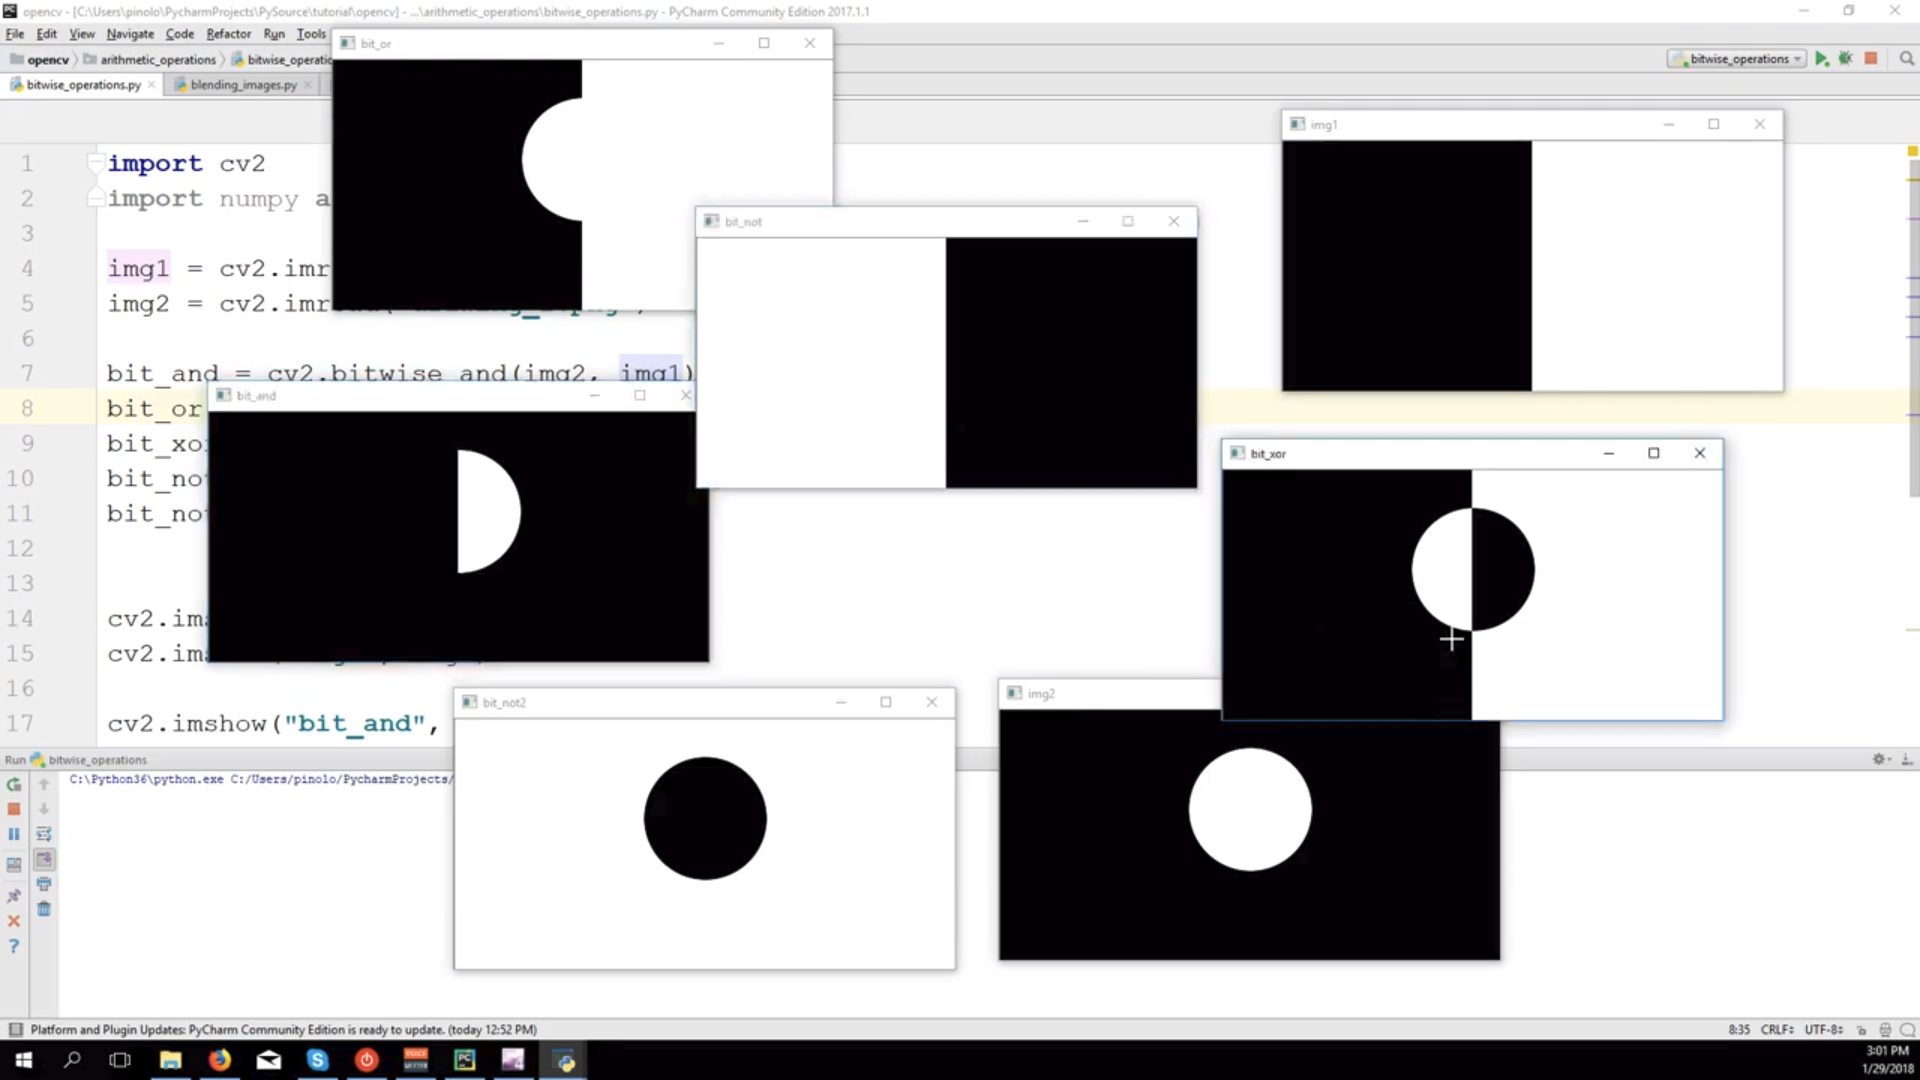 opencv - [C:\Users\pinolo\PycharmProjects\PySource\tutorial\opencv] - ...\arithmetic_operations\bitwise_operations.py - PyCharm Community Edition 2017.1.1
File Edit View Navigate Code Refactor Run Tools
opencv arithmetic_operations bitwise_operatio
bitwise_operations
bitwise_operations.py blending_images.py
bit_or
img1
bit_not
bit_and
bit_xor
bit_not2
img2
1 import cv2
2 import numpy a
3
4 img1 = cv2.imr
5 img2 = cv2.imr
6
7 bit_and = cv2.bitwise_and(img2, img1)
8 bit_or
9 bit_xo
10 bit_no
11 bit_no
12
13
14 cv2.im
15 cv2.im
16
17 cv2.imshow("bit_and",
Run bitwise_operations
C:\Python36\python.exe C:/Users/pinolo/PycharmProjects/
Platform and Plugin Updates: PyCharm Community Edition is ready to update. (today 12:52 PM)
8:35 CRLF UTF-8
3:01 PM
1/29/2018